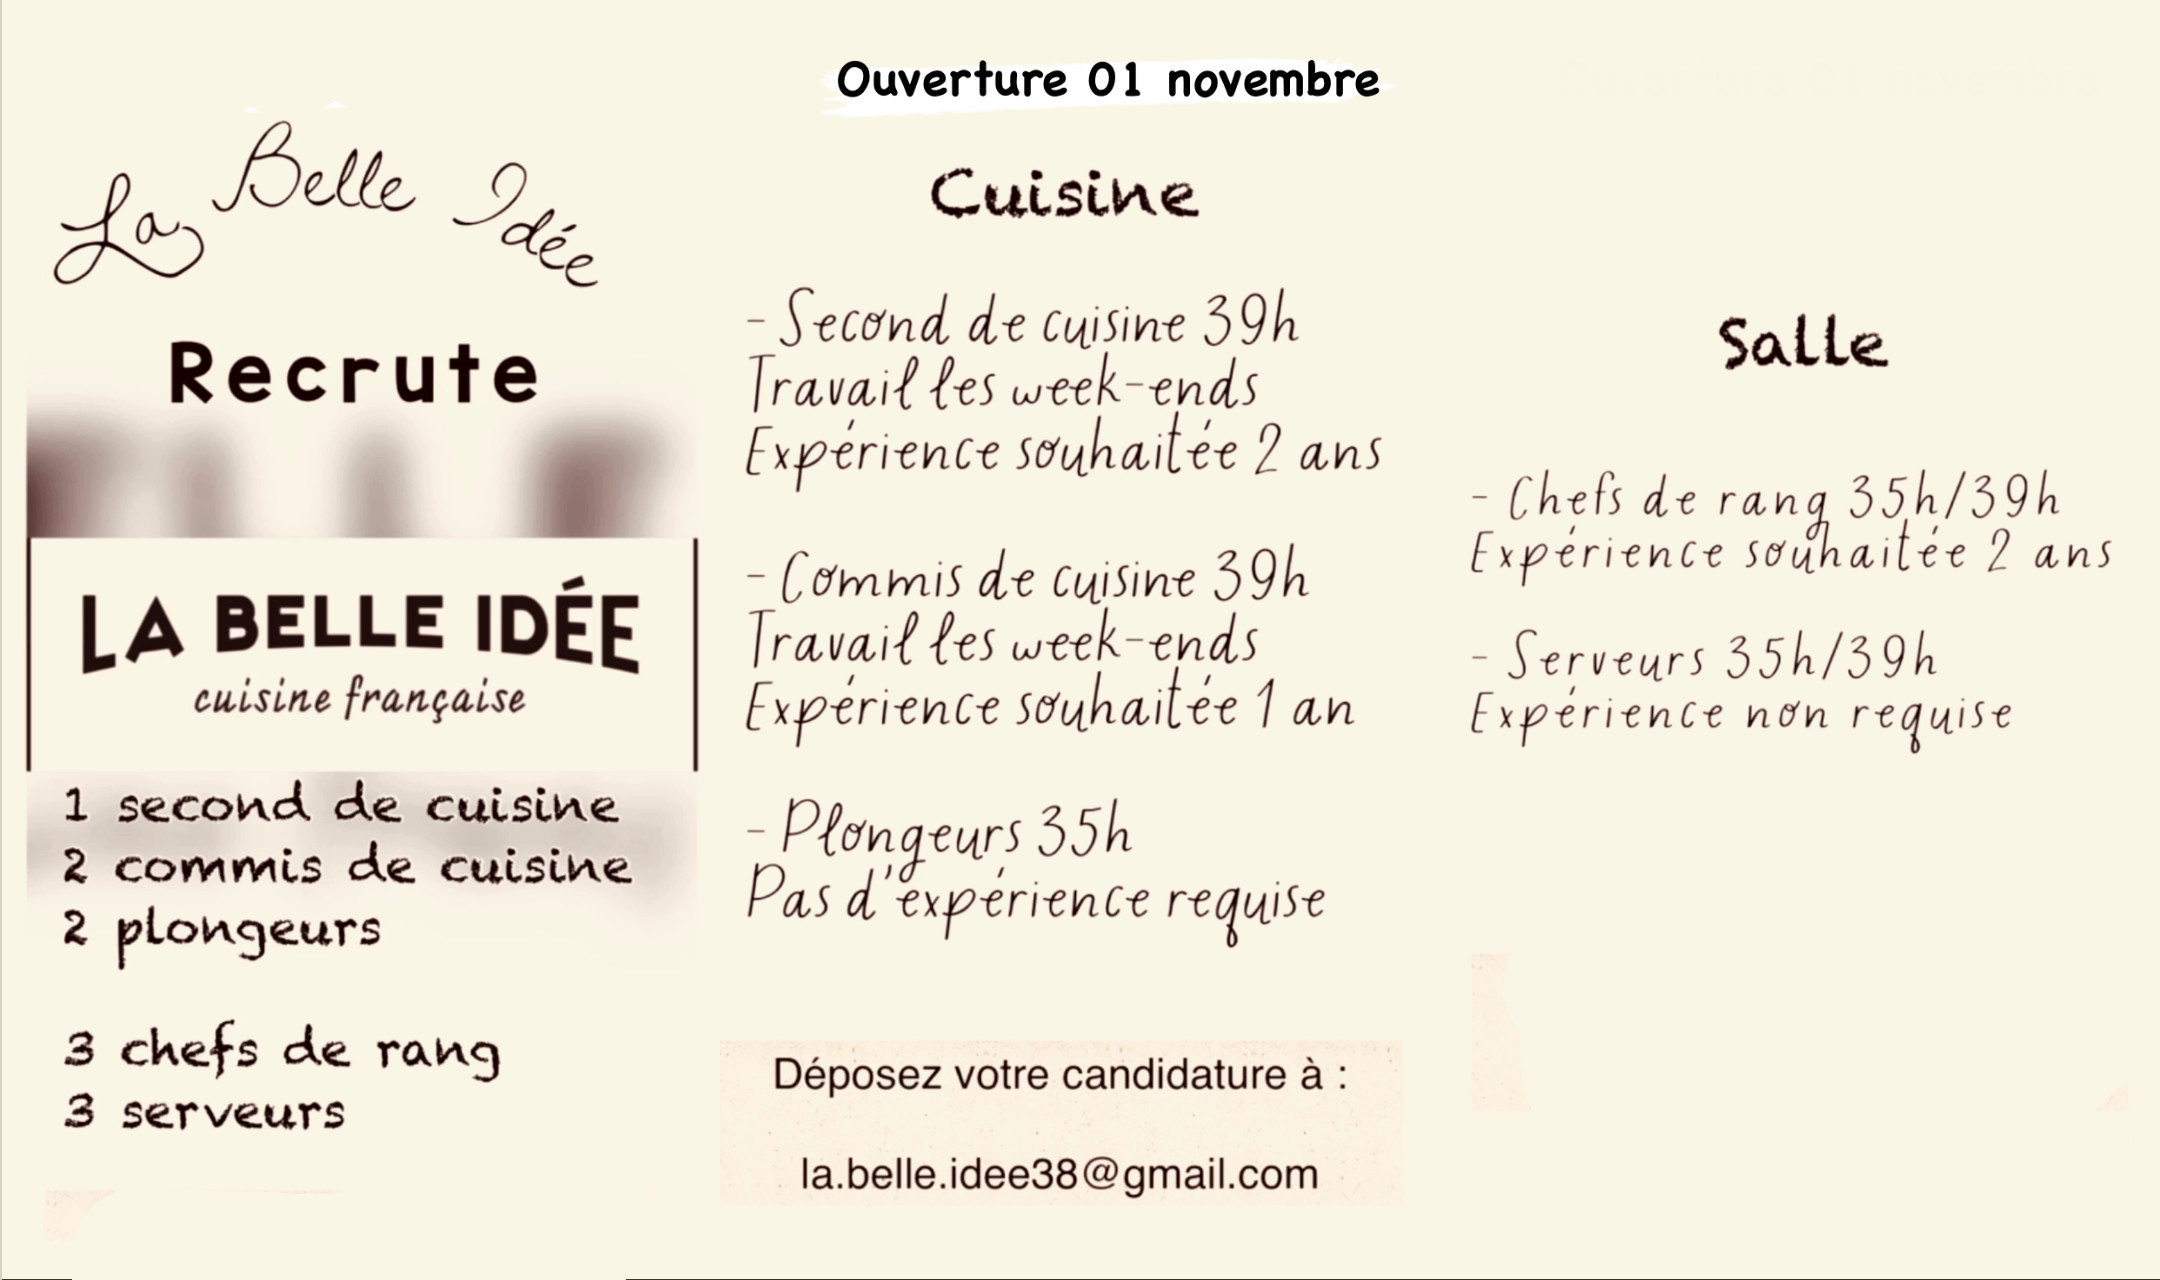 Ouverture 01 novembre
La Belle Idée
Recrute
LA BELLE IDÉE
cuisine française
1 second de cuisine
2 commis de cuisine
2 plongeurs
3 chefs de rang
3 serveurs
Cuisine
- Second de cuisine 39h
Travail les week-ends
Expérience souhaitée 2 ans
- Commis de cuisine 39h
Travail les week-ends
Expérience souhaitée 1 an
- Plongeurs 35h
Pas d'expérience requise
Déposez votre candidature à :
la.belle.idee38@gmail.com
Salle
- Chefs de rang 35h/39h
Expérience souhaitée 2 ans
- Serveurs 35h/39h
Expérience non requise